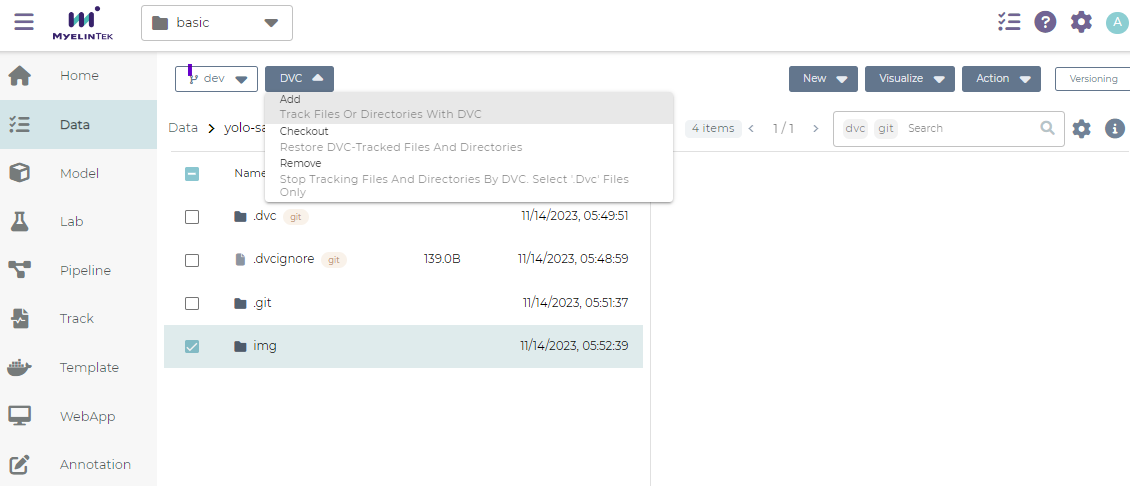 MYELINTEK
basic
A
Home
Data
Model
Lab
Pipeline
Track
Template
WebApp
Annotation
dev
DVC
New
Visualize
Action
Versioning
Add
Track Files Or Directories With DVC
Checkout
Restore DVC-Tracked Files And Directories
Remove
Stop Tracking Files And Directories By DVC. Select '.Dvc' Files
Only
Data > yolo-sa
4 items < 1 / 1 >
dvc git Search
Name
.dvc git 11/14/2023, 05:49:51
.dvcignore git 139.0B 11/14/2023, 05:48:59
.git 11/14/2023, 05:51:37
img 11/14/2023, 05:52:39